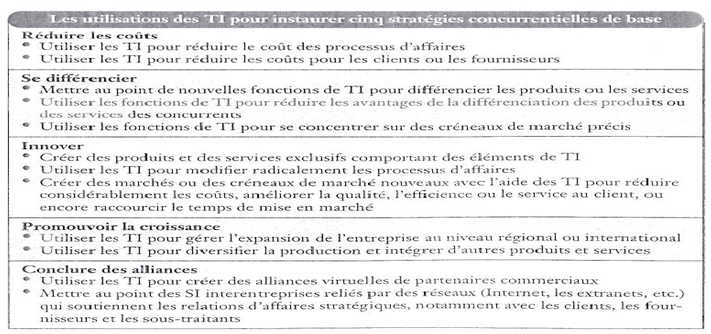 Les utilisations des TI pour instaurer cinq stratégies concurrentielles de base
Réduire les coûts
• Utiliser les TI pour réduire le coût des processus d'affaires
• Utiliser les TI pour réduire les coûts pour les clients ou les fournisseurs
Se différencier
• Mettre au point de nouvelles fonctions de TI pour différencier les produits ou les services
• Utiliser les fonctions de TI pour réduire les avantages de la différenciation des produits ou
des services des concurrents
• Utiliser les fonctions de TI pour se concentrer sur des créneaux de marché précis
Innover
• Créer des produits et des services exclusifs comportant des éléments de TI
• Utiliser les TI pour modifier radicalement les processus d'affaires
• Créer des marchés ou des créneaux de marché nouveaux avec l'aide des TI pour réduire
considérablement les coûts, améliorer la qualité, l'efficience ou le service au client, ou
encore raccourcir le temps de mise en marché
Promouvoir la croissance
• Utiliser les TI pour gérer l'expansion de l'entreprise au niveau régional ou international
• Utiliser les TI pour diversifier la production et intégrer d'autres produits et services
Conclure des alliances
• Utiliser les TI pour créer des alliances virtuelles de partenaires commerciaux
• Mettre au point des SI interentreprises reliés par des réseaux (Internet, les extranets, etc.)
qui soutiennent les relations d'affaires stratégiques, notamment avec les clients, les four-
nisseurs et les sous-traitants